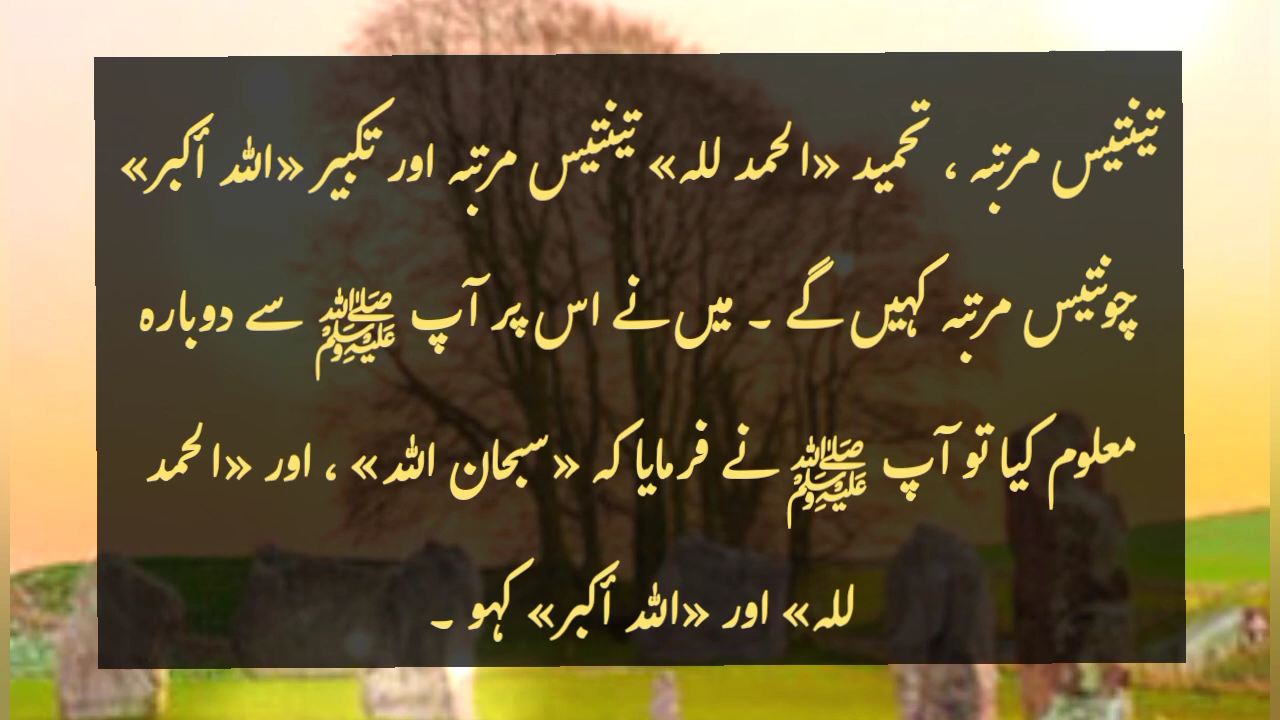 تینتیس مرتبہ ، تحمید «الحمد للہ» تینتیس مرتبہ اور تکبیر «اللہ أکبر»
چونتیس مرتبہ کہیں گے ۔ میں نے اس پر آپ ﷺ سے دوبارہ
معلوم کیا تو آپ ﷺ نے فرمایا کہ «سبحان اللہ» ، اور «الحمد
للہ» اور «اللہ أکبر» کہو ۔